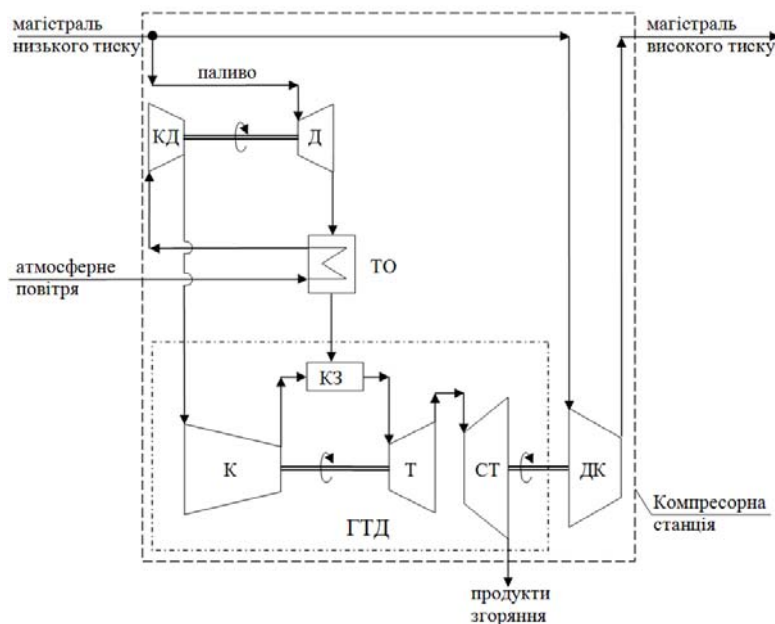 магістраль
низького тиску
магістраль
високого тиску
паливо
КД
Д
атмосферне
повітря
ТО
КЗ
К
Т
СТ
ДК
ГТД
Компресорна
станція
продукти
згоряння